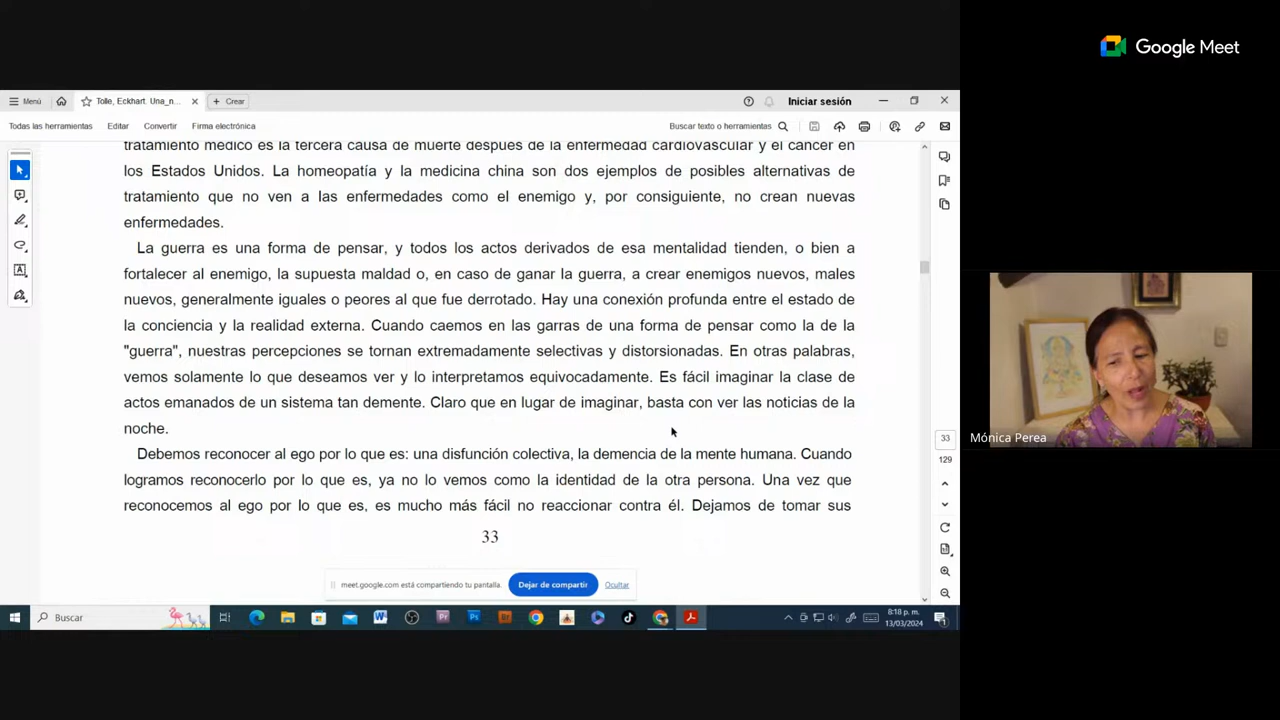 Google Meet
Menú
Tolle, Eckhart. Una_n...
Crear
Iniciar sesión
Todas las herramientas
Editar
Convertir
Firma electrónica
Buscar texto o herramientas
tratamiento médico es la tercera causa de muerte después de la enfermedad cardiovascular y el cáncer en
los Estados Unidos. La homeopatía y la medicina china son dos ejemplos de posibles alternativas de
tratamiento que no ven a las enfermedades como el enemigo y, por consiguiente, no crean nuevas
enfermedades.
La guerra es una forma de pensar, y todos los actos derivados de esa mentalidad tienden, o bien a
fortalecer al enemigo, la supuesta maldad o, en caso de ganar la guerra, a crear enemigos nuevos, males
nuevos, generalmente iguales o peores al que fue derrotado. Hay una conexión profunda entre el estado de
la conciencia y la realidad externa. Cuando caemos en las garras de una forma de pensar como la de la
"guerra", nuestras percepciones se tornan extremadamente selectivas y distorsionadas. En otras palabras,
vemos solamente lo que deseamos ver y lo interpretamos equivocadamente. Es fácil imaginar la clase de
actos emanados de un sistema tan demente. Claro que en lugar de imaginar, basta con ver las noticias de la
noche.
Debemos reconocer al ego por lo que es: una disfunción colectiva, la demencia de la mente humana. Cuando
logramos reconocerlo por lo que es, ya no lo vemos como la identidad de la otra persona. Una vez que
reconocemos al ego por lo que es, es mucho más fácil no reaccionar contra él. Dejamos de tomar sus
33
33
129
Mónica Perea
meet.google.com está compartiendo tu pantalla.
Dejar de compartir
Ocultar
Buscar
8:18 p. m.
13/03/2024